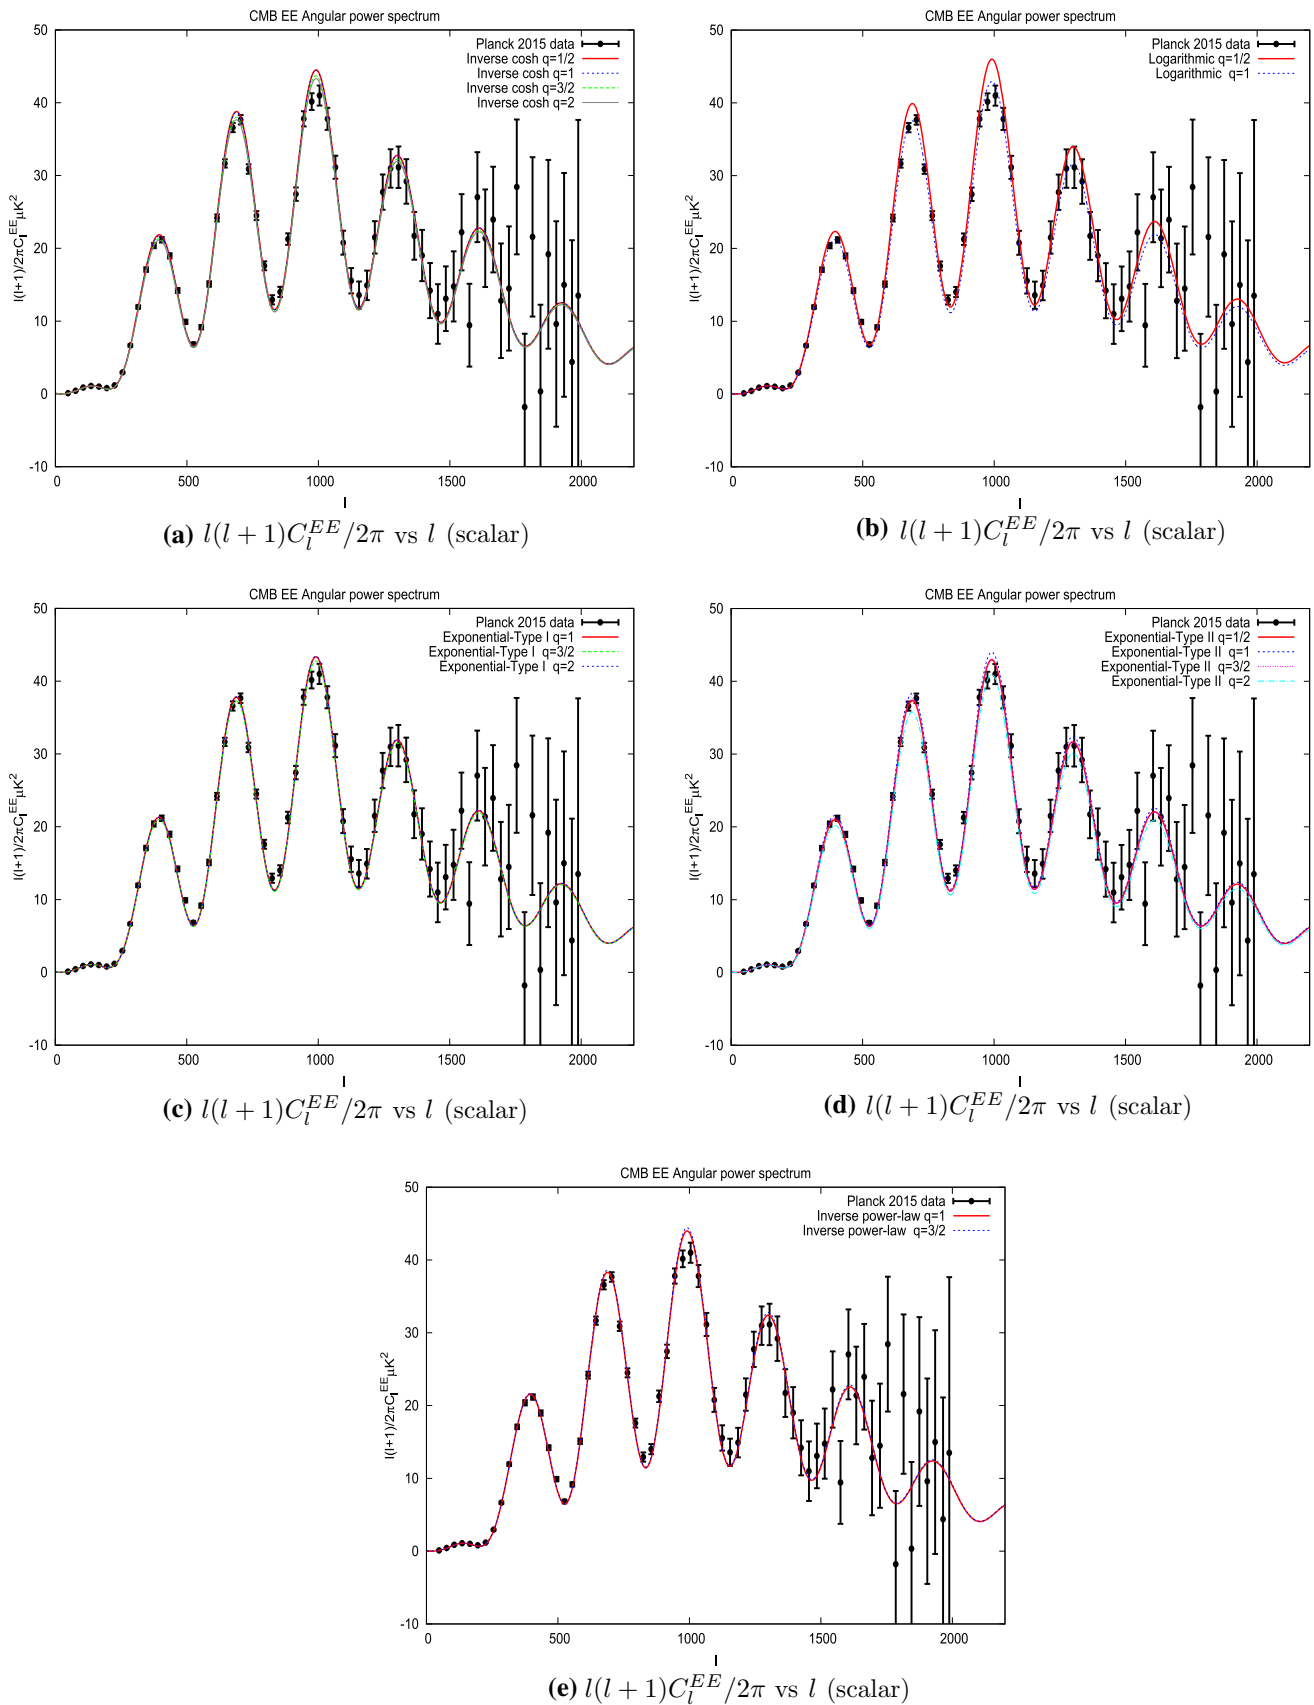 CMB EE Angular power spectrum
Planck 2015 data
Inverse cosh q=1/2
Inverse cosh q=1
Inverse cosh q=3/2
Inverse cosh q=2
50
40
30
20
10
0
-10
l(l+1)/2πC_l^{EE}μK^2
0 500 1000 1500 2000
l
(a) l(l + 1)C_l^{EE}/2π vs l (scalar)
CMB EE Angular power spectrum
Planck 2015 data
Logarithmic q=1/2
Logarithmic q=1
50
40
30
20
10
0
-10
l(l+1)/2πC_l^{EE}μK^2
0 500 1000 1500 2000
l
(b) l(l + 1)C_l^{EE}/2π vs l (scalar)
CMB EE Angular power spectrum
Planck 2015 data
Exponential-Type I q=1
Exponential-Type I q=3/2
Exponential-Type I q=2
50
40
30
20
10
0
-10
l(l+1)/2πC_l^{EE}μK^2
0 500 1000 1500 2000
l
(c) l(l + 1)C_l^{EE}/2π vs l (scalar)
CMB EE Angular power spectrum
Planck 2015 data
Exponential-Type II q=1/2
Exponential-Type II q=1
Exponential-Type II q=3/2
Exponential-Type II q=2
50
40
30
20
10
0
-10
l(l+1)/2πC_l^{EE}μK^2
0 500 1000 1500 2000
l
(d) l(l + 1)C_l^{EE}/2π vs l (scalar)
CMB EE Angular power spectrum
Planck 2015 data
Inverse power-law q=1
Inverse power-law q=3/2
50
40
30
20
10
0
-10
l(l+1)/2πC_l^{EE}μK^2
0 500 1000 1500 2000
l
(e) l(l + 1)C_l^{EE}/2π vs l (scalar)